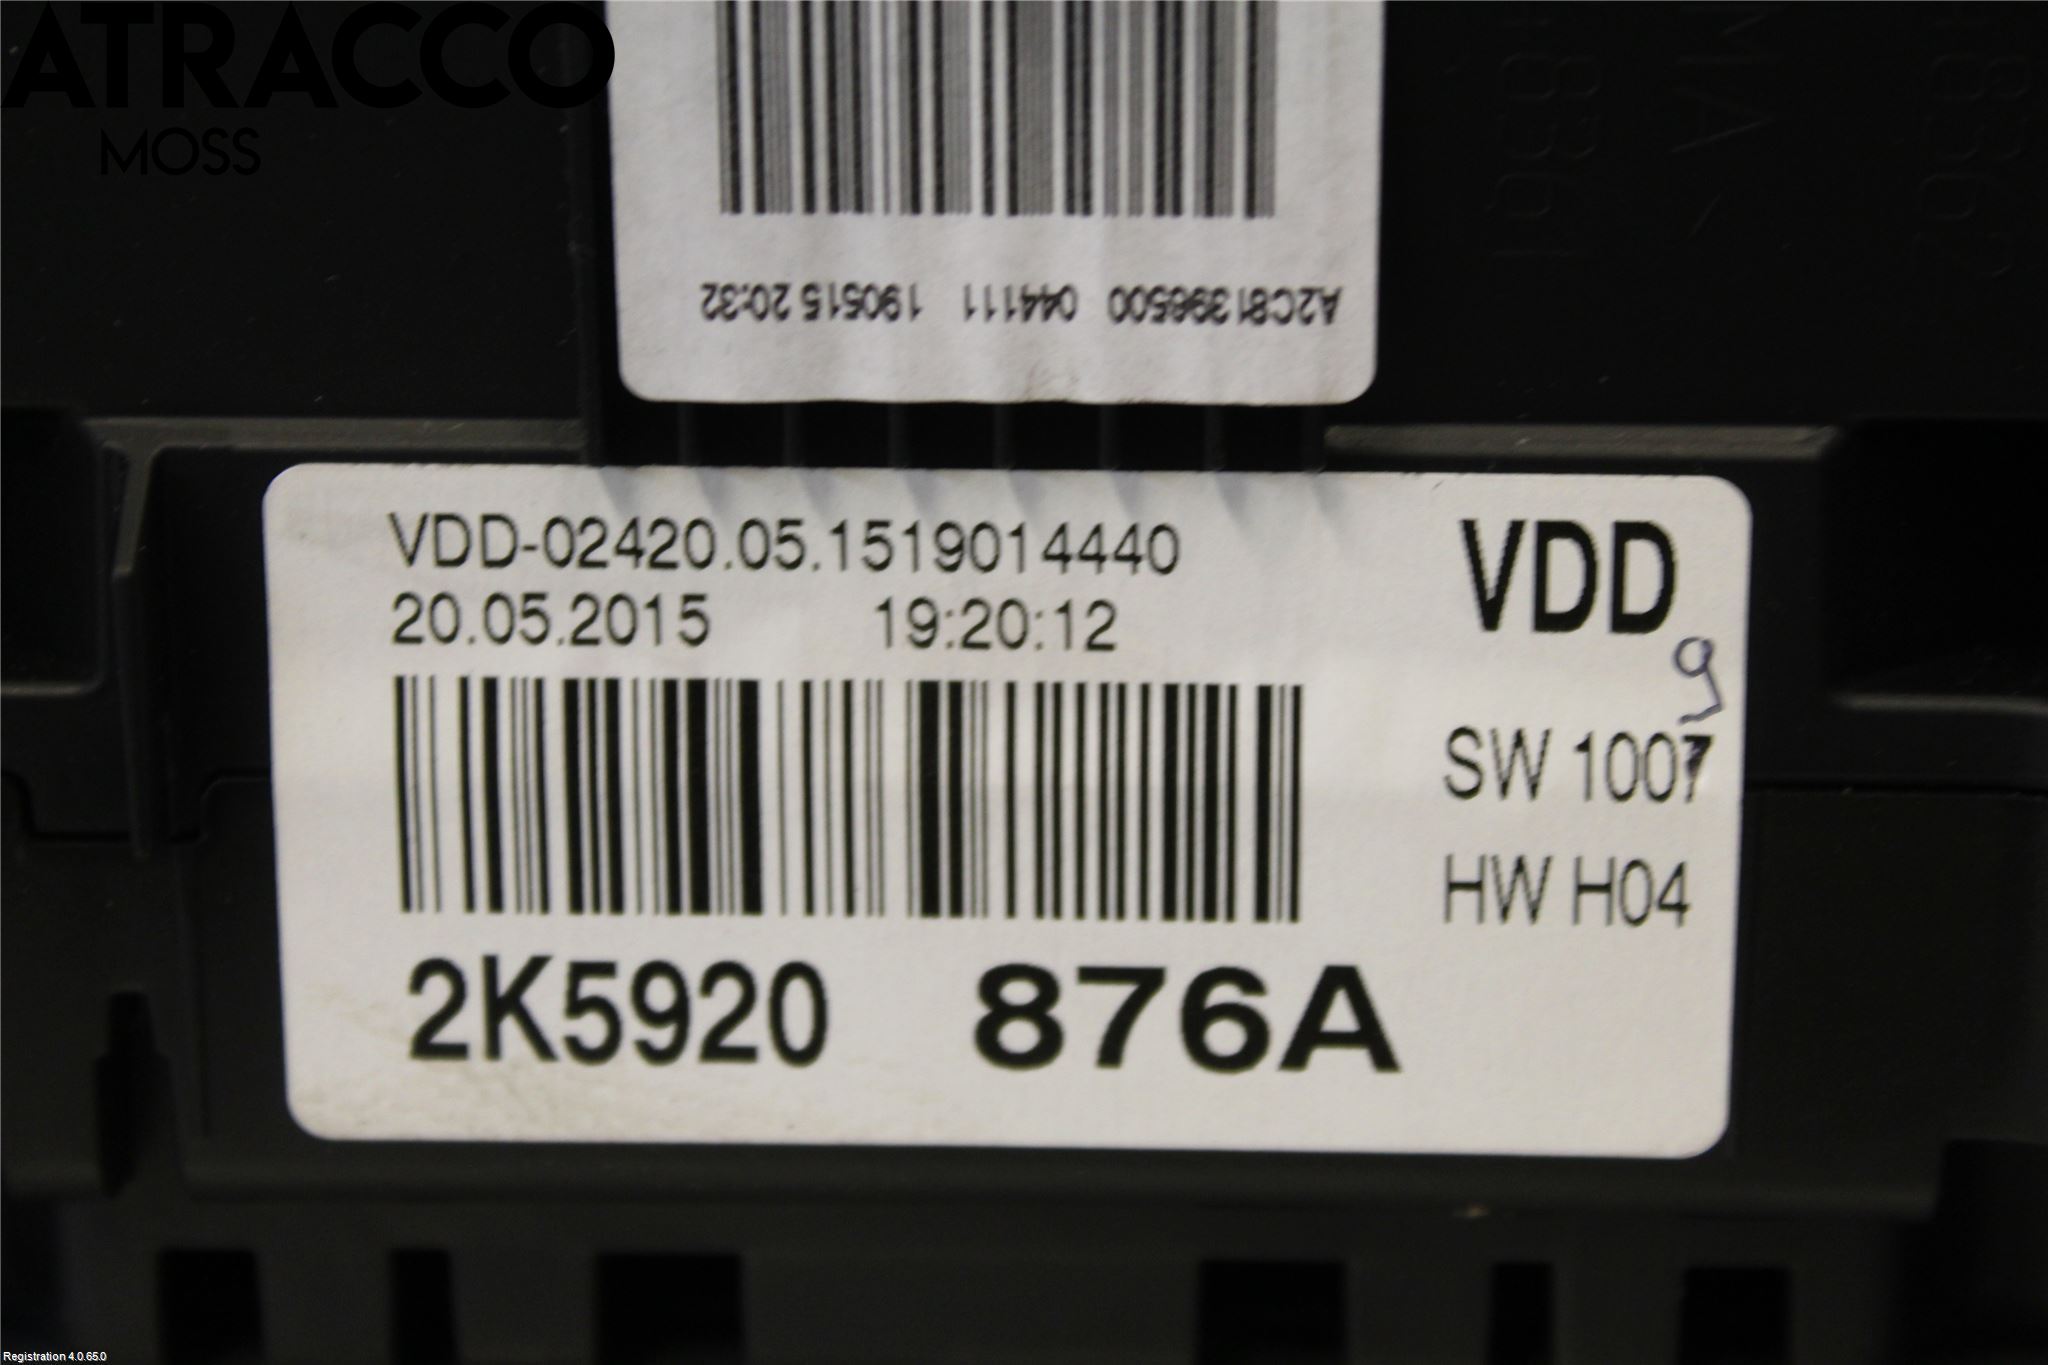 ATRACCO
MOSS
A2C81398500 044111 190515 20:32
VDD-02420.05.1519014440
VDD
20.05.2015 19:20:12
9
SW 1007
HW H04
2K5920 876A
Registration 4.0.65.0